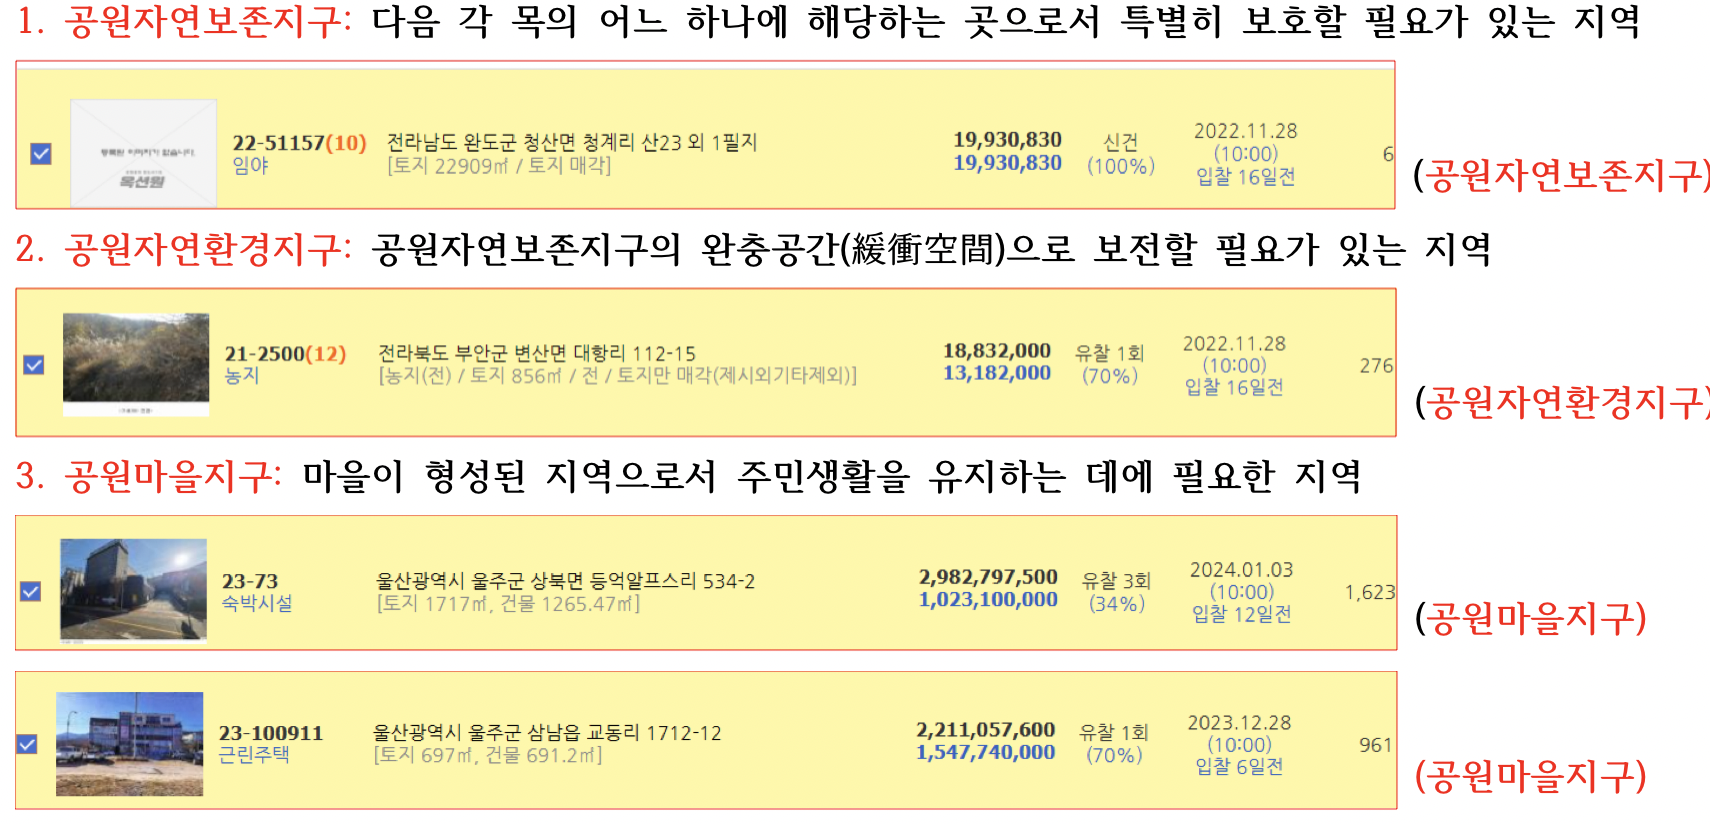 1. 공원자연보존지구: 다음 각 목의 어느 하나에 해당하는 곳으로서 특별히 보호할 필요가 있는 지역
등록된 이미지가 없습니다.
옥션원
22-51157(10) 전라남도 완도군 청산면 청계리 산23 외 1필지 19,930,830 신건 2022.11.28
임야 [토지 22909㎡ / 토지 매각] 19,930,830 (100%) (10:00) 6
입찰 16일전
(공원자연보존지구)
2. 공원자연환경지구: 공원자연보존지구의 완충공간(緩衝空間)으로 보전할 필요가 있는 지역
21-2500(12) 전라북도 부안군 변산면 대항리 112-15 18,832,000 유찰 1회 2022.11.28
농지 [농지(전) / 토지 856㎡ / 전 / 토지만 매각(제시외기타제외)] 13,182,000 (70%) (10:00) 276
입찰 16일전
(공원자연환경지구)
3. 공원마을지구: 마을이 형성된 지역으로서 주민생활을 유지하는 데에 필요한 지역
23-73 울산광역시 울주군 상북면 등억알프스리 534-2 2,982,797,500 유찰 3회 2024.01.03
숙박시설 [토지 1717㎡, 건물 1265.47㎡] 1,023,100,000 (34%) (10:00) 1,623
입찰 12일전
(공원마을지구)
23-100911 울산광역시 울주군 삼남읍 교동리 1712-12 2,211,057,600 유찰 1회 2023.12.28
근린주택 [토지 697㎡, 건물 691.2㎡] 1,547,740,000 (70%) (10:00) 961
입찰 6일전
(공원마을지구)